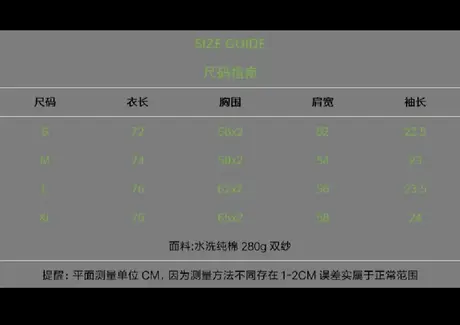 SIZE GUIDE
尺码指南
尺码 衣长 胸围 肩宽 袖长
S 72 56x2 52 22.5
M 74 58x2 54 23
L 76 62x2 56 23.5
XL 78 65x2 58 24
面料:水洗纯棉 280g 双纱
提醒: 平面测量单位 CM，因为测量方法不同存在 1-2CM 误差实属于正常范围